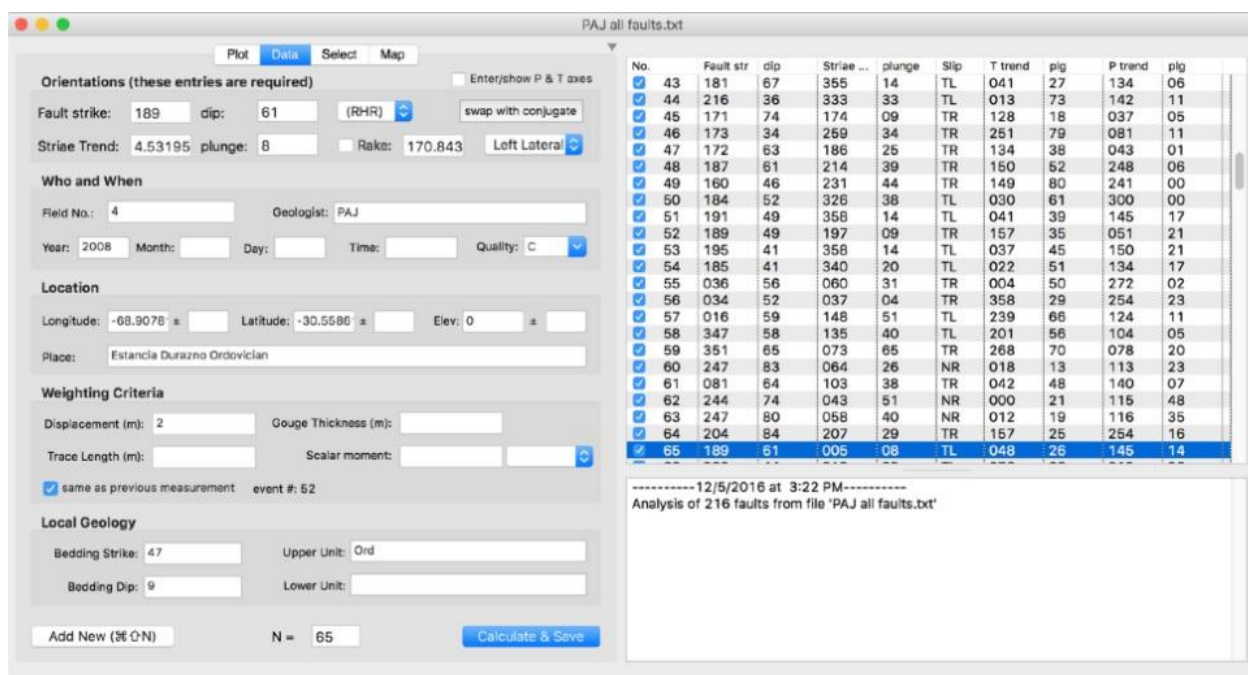 PAJ all faults.txt
Plot Data Select Map
Orientations (these entries are required) Enter/show P & T axes
Fault strike: 189 dip: 61 (RHR) swap with conjugate
Striae Trend: 4.53195 plunge: 8 Rake: 170.843 Left Lateral
Who and When
Field No.: 4 Geologist: PAJ
Year: 2008 Month: Day: Time: Quality: C
Location
Longitude: -68.9078 ± Latitude: -30.5586 ± Elev: 0 ±
Place: Estancia Durazno Ordovician
Weighting Criteria
Displacement (m): 2 Gouge Thickness (m):
Trace Length (m): Scalar moment:
same as previous measurement event #: 52
Local Geology
Bedding Strike: 47 Upper Unit: Ord
Bedding Dip: 9 Lower Unit:
Add New (⌘⇧N) N = 65 Calculate & Save
No. Fault str dip Striae ... plunge Slip T trend plg P trend plg
43 181 67 355 14 TL 041 27 134 06
44 216 36 333 33 TL 013 73 142 11
45 171 74 174 09 TR 128 18 037 05
46 173 34 259 34 TR 251 79 081 11
47 172 63 186 25 TR 134 38 043 01
48 187 61 214 39 TR 150 52 248 06
49 160 46 231 44 TR 149 80 241 00
50 184 52 326 38 TL 030 61 300 00
51 191 49 358 14 TL 041 39 145 17
52 189 49 197 09 TR 157 35 051 21
53 195 41 358 14 TL 037 45 150 21
54 185 41 340 20 TL 022 51 134 17
55 036 56 060 31 TR 004 50 272 02
56 034 52 037 04 TR 358 29 254 23
57 016 59 148 51 TL 239 66 124 11
58 347 58 135 40 TL 201 56 104 05
59 351 65 073 65 TR 268 70 078 20
60 247 83 064 26 NR 018 13 113 23
61 081 64 103 38 TR 042 48 140 07
62 244 74 043 51 NR 000 21 115 48
63 247 80 058 40 NR 012 19 116 35
64 204 84 207 29 TR 157 25 254 16
65 189 61 005 08 TL 048 26 145 14
----------12/5/2016 at 3:22 PM----------
Analysis of 216 faults from file 'PAJ all faults.txt'